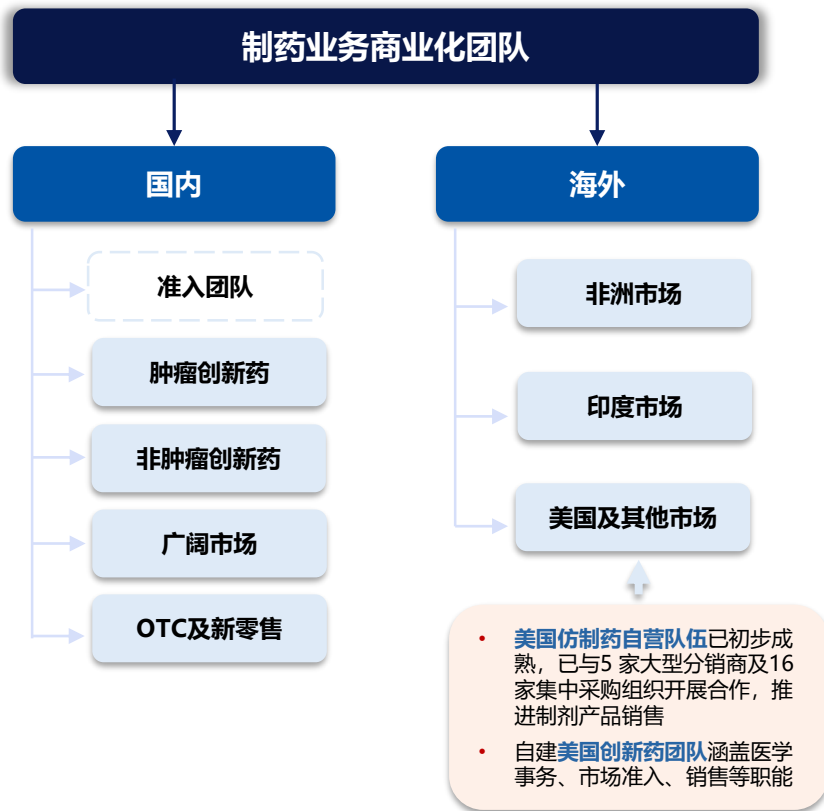 制药业务商业化团队
国内
海外
准入团队
肿瘤创新药
非肿瘤创新药
广阔市场
OTC及新零售
非洲市场
印度市场
美国及其他市场
• 美国仿制药自营队伍已初步成
熟，已与5 家大型分销商及16
家集中采购组织开展合作，推
进制剂产品销售
• 自建美国创新药团队涵盖医学
事务、市场准入、销售等职能